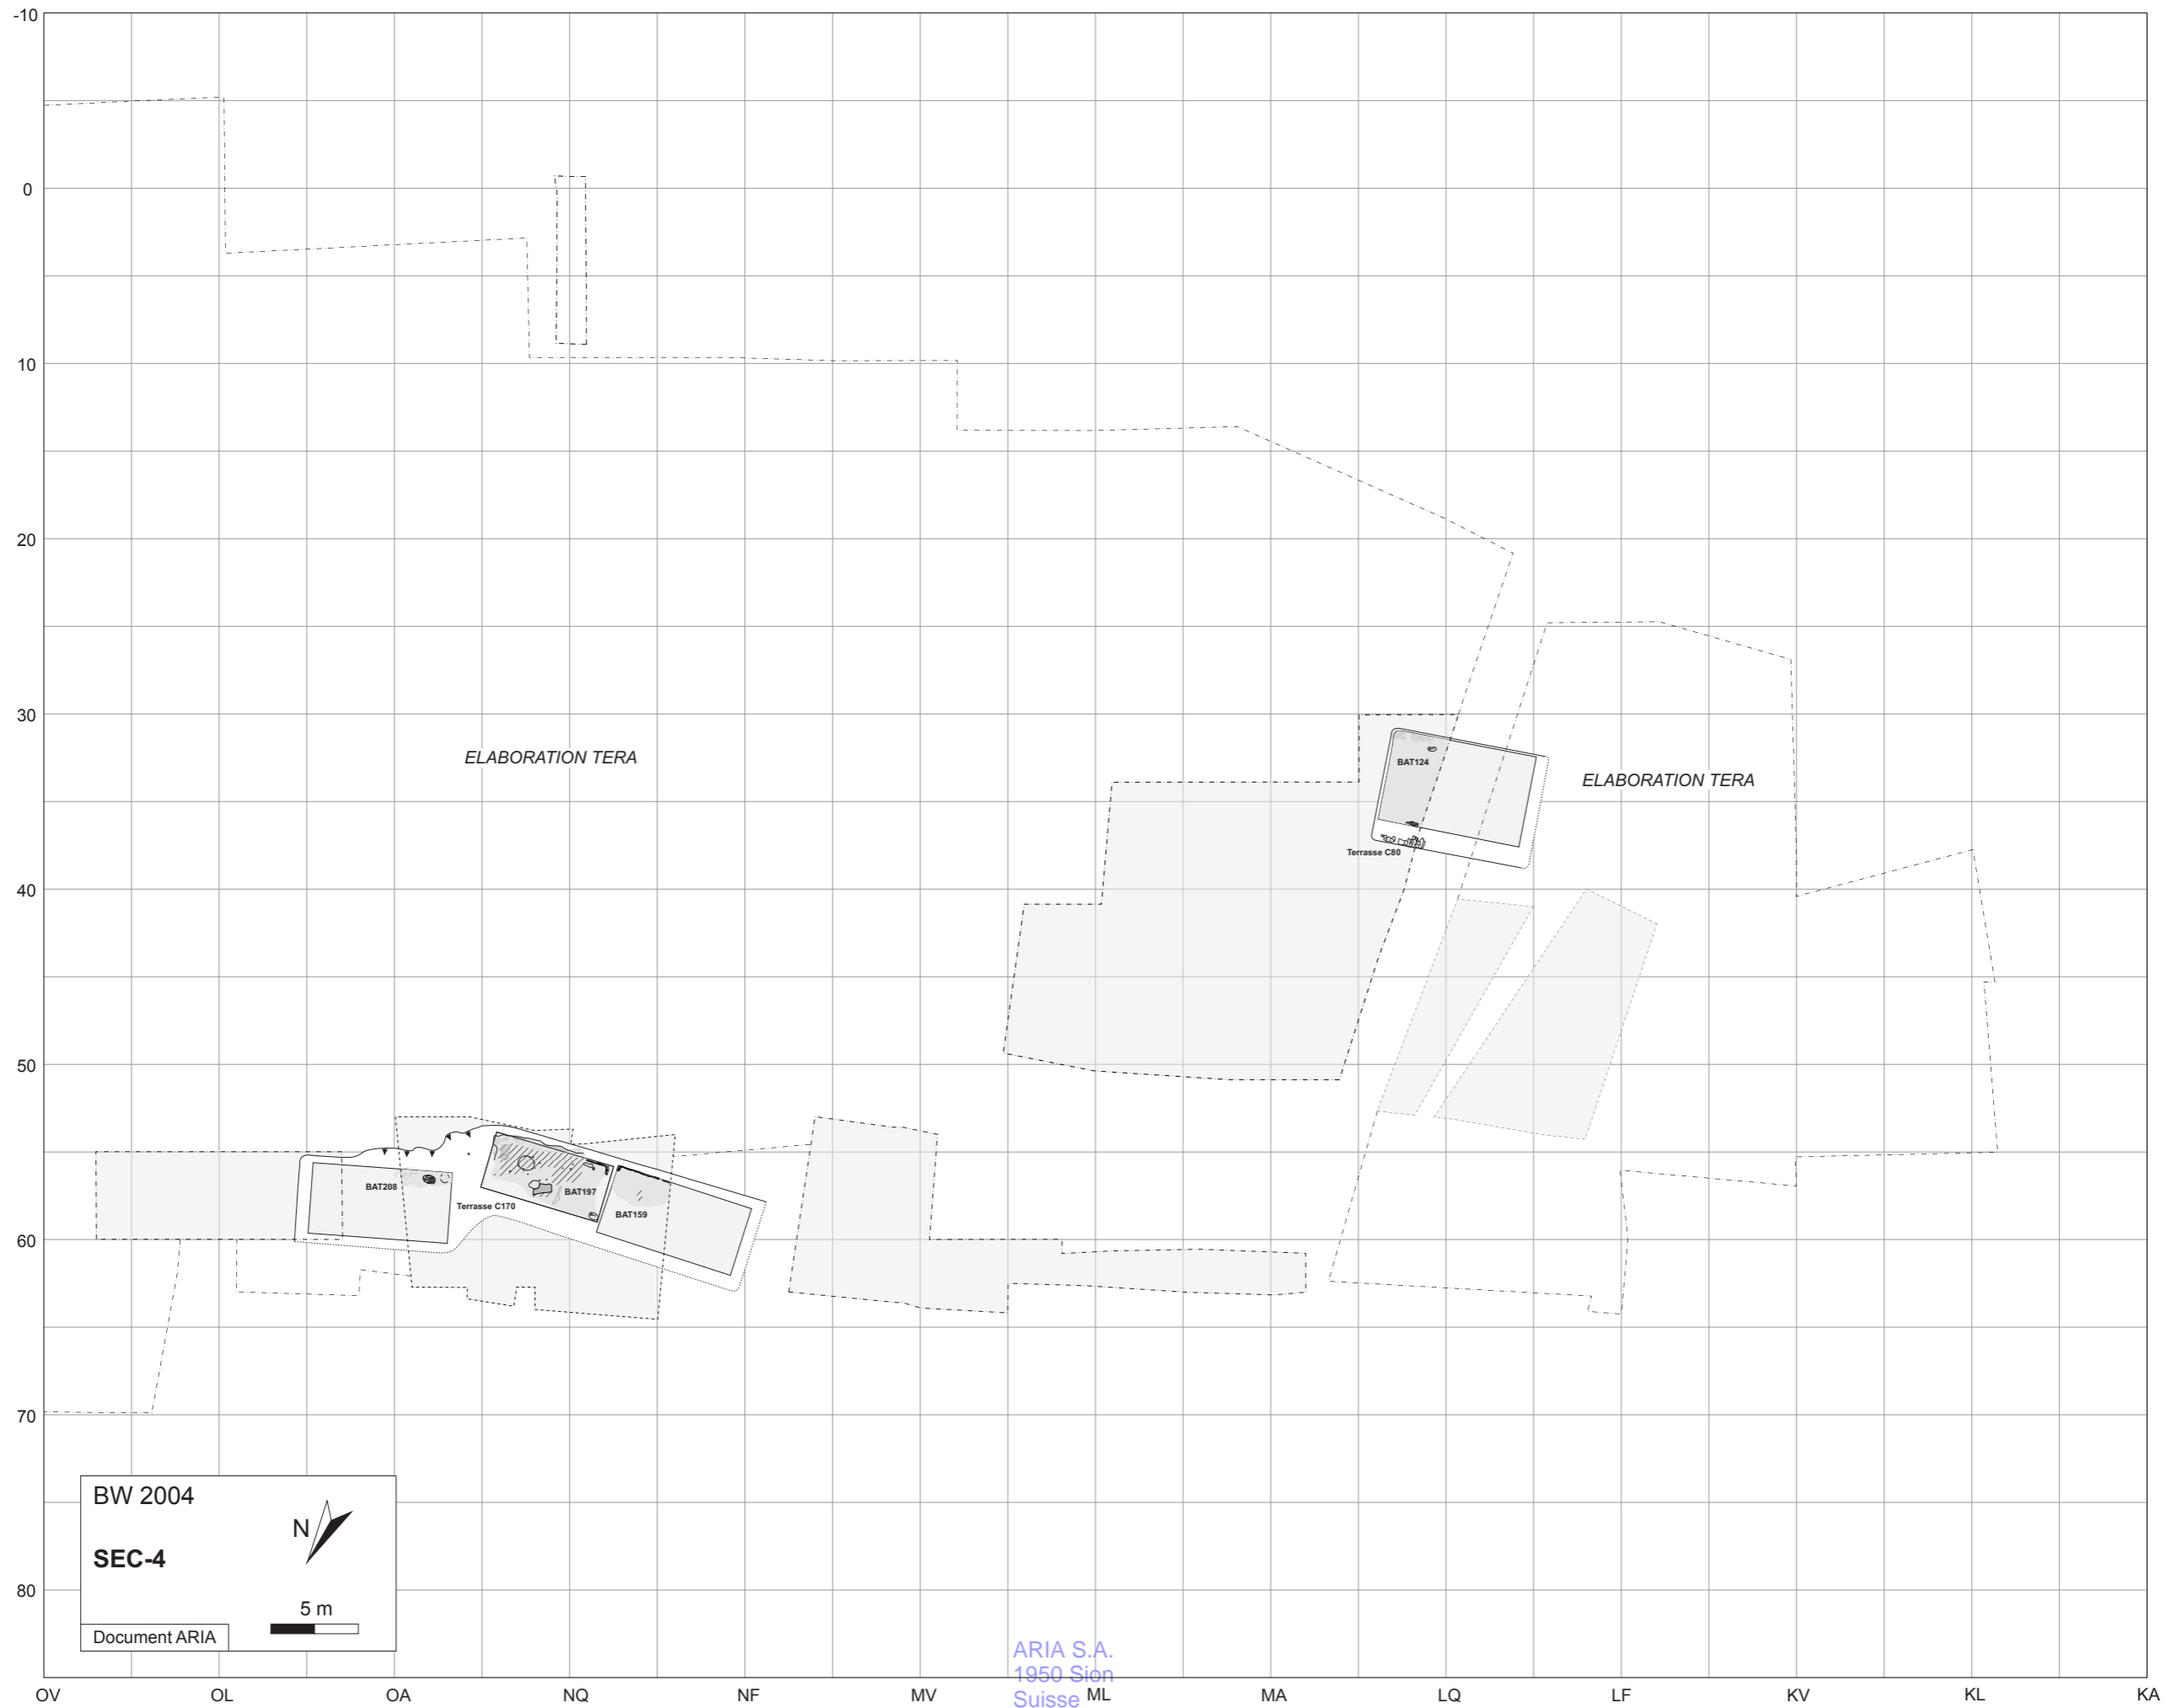 -10
0
10
20
30
40
50
60
70
80
ELABORATION TERA
BAT124
ELABORATION TERA
Terrasse C80
BAT208
BAT197
Terrasse C170
BAT159
BW 2004
N
SEC-4
5 m
Document ARIA
ARIA S.A.
1950 Sion
Suisse
OV OL OA NQ NF MV ML MA LQ LF KV KL KA